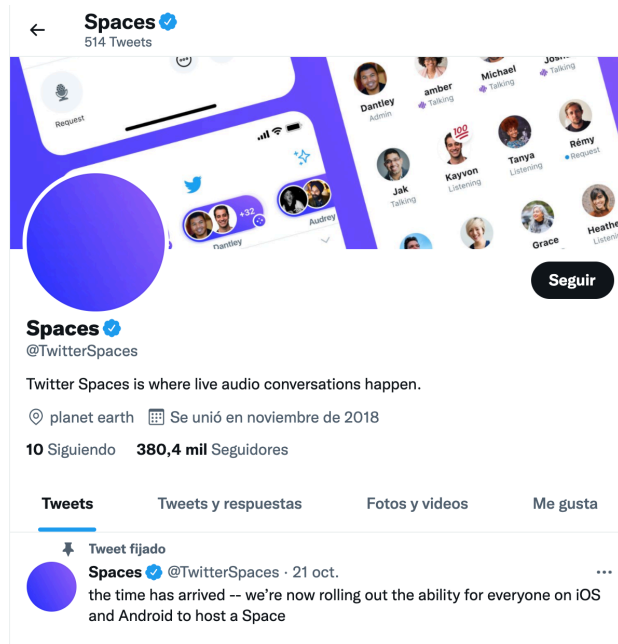 Spaces
514 Tweets
Request
+32
Dantley
Audrey
Dantley
Admin
amber
Talking
Michael
Talking
Talking
Jak
Talking
100
Kayvon
Listening
Tanya
Listening
Rémy
Request
Grace
Seguir
Spaces
@TwitterSpaces
Twitter Spaces is where live audio conversations happen.
planet earth Se unió en noviembre de 2018
10 Siguiendo 380,4 mil Seguidores
Tweets Tweets y respuestas Fotos y videos Me gusta
Tweet fijado
Spaces @TwitterSpaces · 21 oct.
the time has arrived -- we’re now rolling out the ability for everyone on iOS
and Android to host a Space